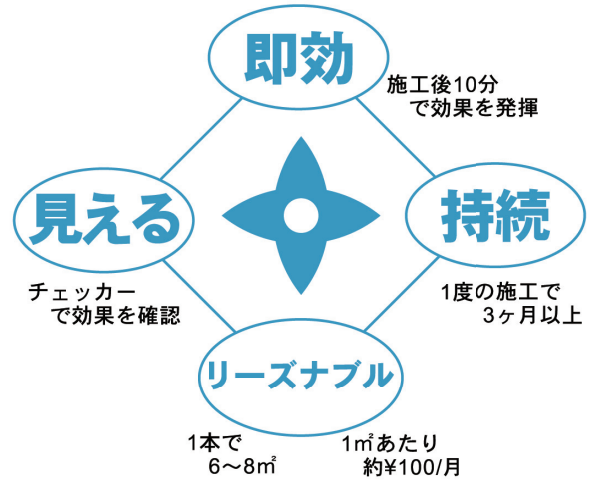 即効
施工後10分
で効果を発揮
見える
チェッカー
で効果を確認
持続
1度の施工で
3ヶ月以上
リーズナブル
1本で
6～8㎡
1㎡あたり
約¥100/月